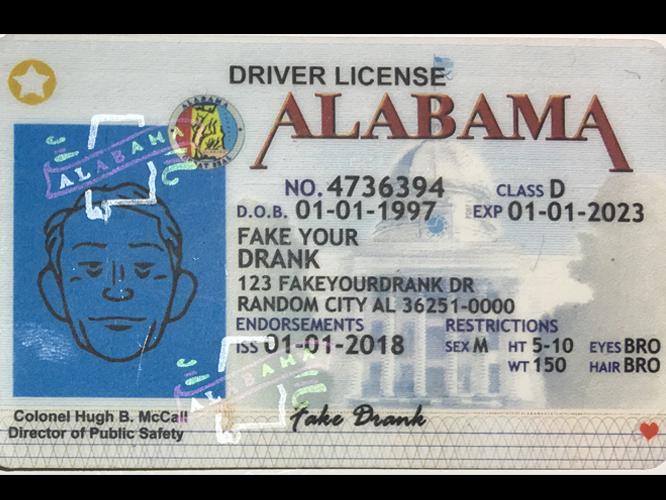 DRIVER LICENSE
ALABAMA
ALABAMA
ALABAMA
NO. 4736394 CLASS D
D.O.B. 01-01-1997 EXP 01-01-2023
FAKE YOUR
DRANK
123 FAKEYOURDRANK DR
RANDOM CITY AL 36251-0000
ENDORSEMENTS RESTRICTIONS
ISS 01-01-2018 SEX M HT 5-10 EYES BRO
WT 150 HAIR BRO
ALABAMA
Colonel Hugh B. McCall
Director of Public Safety
Fake Drank